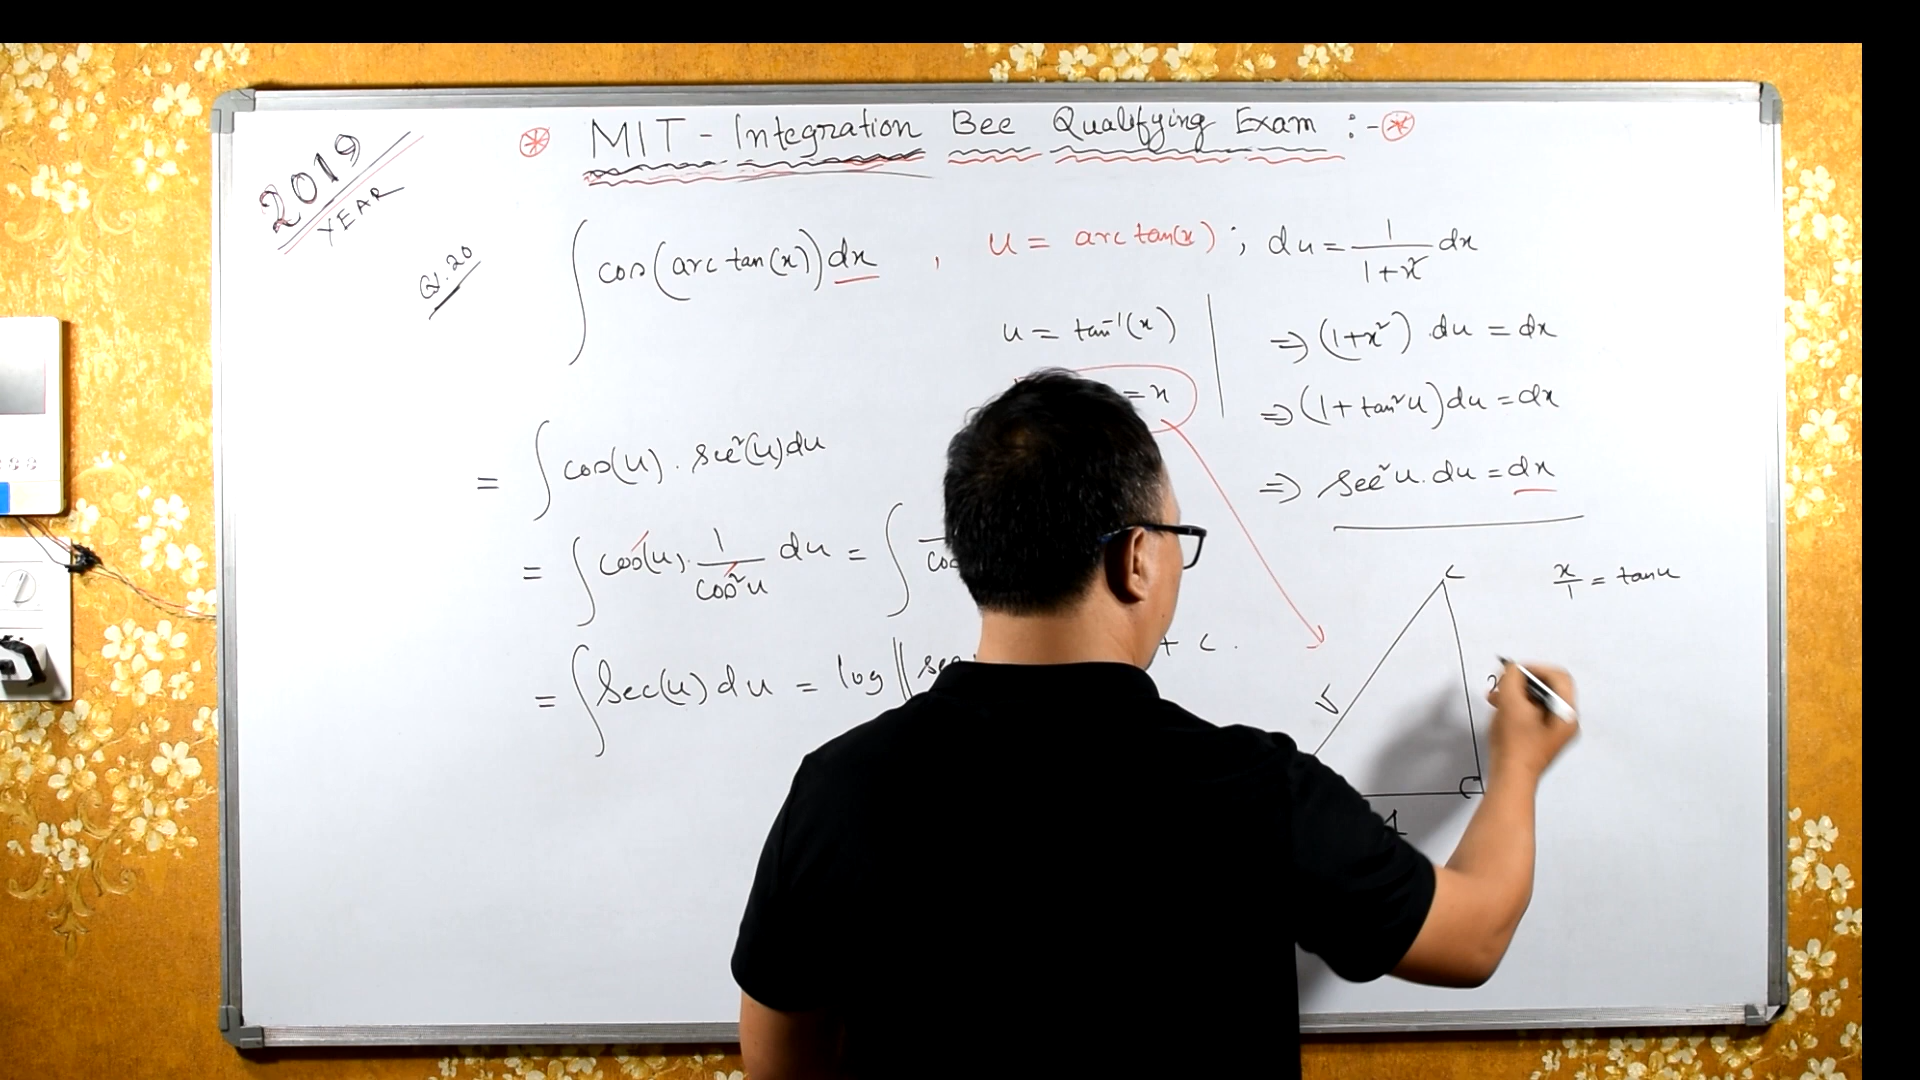 MIT - Integration Bee Qualifying Exam :-
2019
YEAR
Q.20
∫ cos(arc tan(x)) dx , u = arc tan(x) ; du = 1/(1+x²) dx
u = tan⁻¹(x)
⇒ (1+x²) du = dx
= x
⇒ (1+tan²u) du = dx
= ∫ cos(u) . sec²(u) du
⇒ sec²u . du = dx
= ∫ cos(u) . 1/cos²u du = ∫
x/1 = tanu
C
= ∫ sec(u) du = log || + C .
√
1